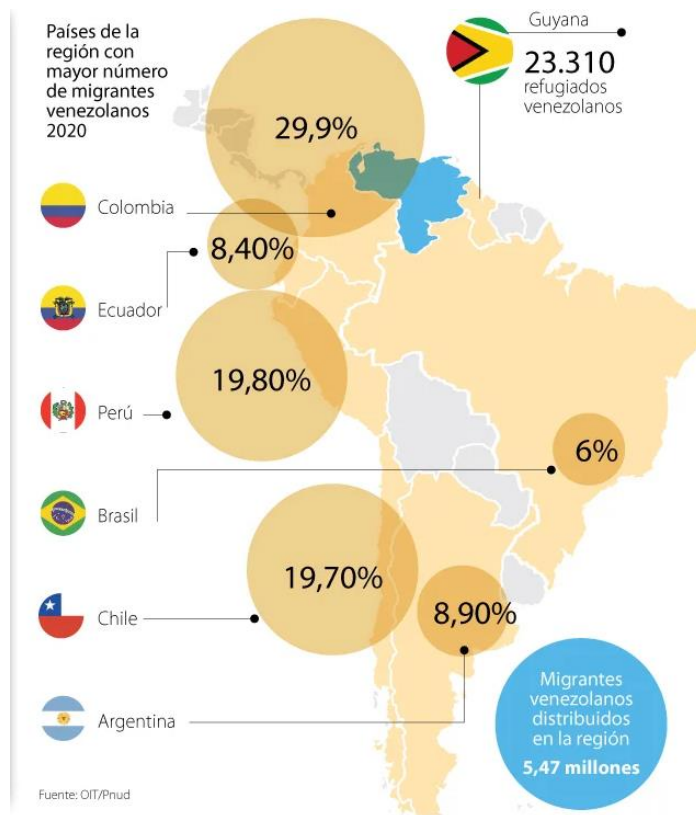 Países de la
región con
mayor número
de migrantes
venezolanos
2020
Guyana
23.310
refugiados
venezolanos
29,9%
Colombia
8,40%
Ecuador
19,80%
Perú
6%
Brasil
19,70%
Chile
8,90%
Argentina
Migrantes
venezolanos
distribuidos
en la región
5,47 millones
Fuente: OIT/Pnud